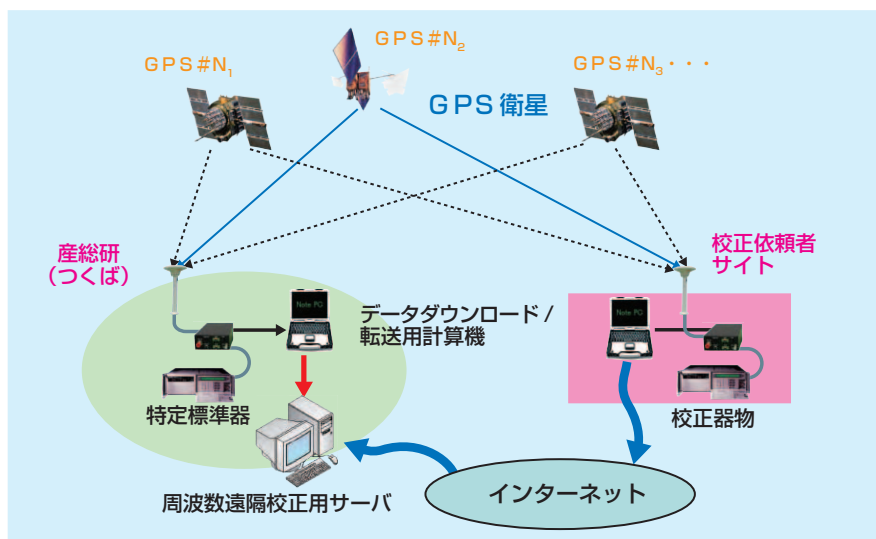 GPS#N₁
GPS#N₂
GPS#N₃・・・
GPS衛星
産総研
（つくば）
校正依頼者
サイト
Note PC
データダウンロード /
転送用計算機
Note PC
特定標準器
校正器物
周波数遠隔校正用サーバ
インターネット